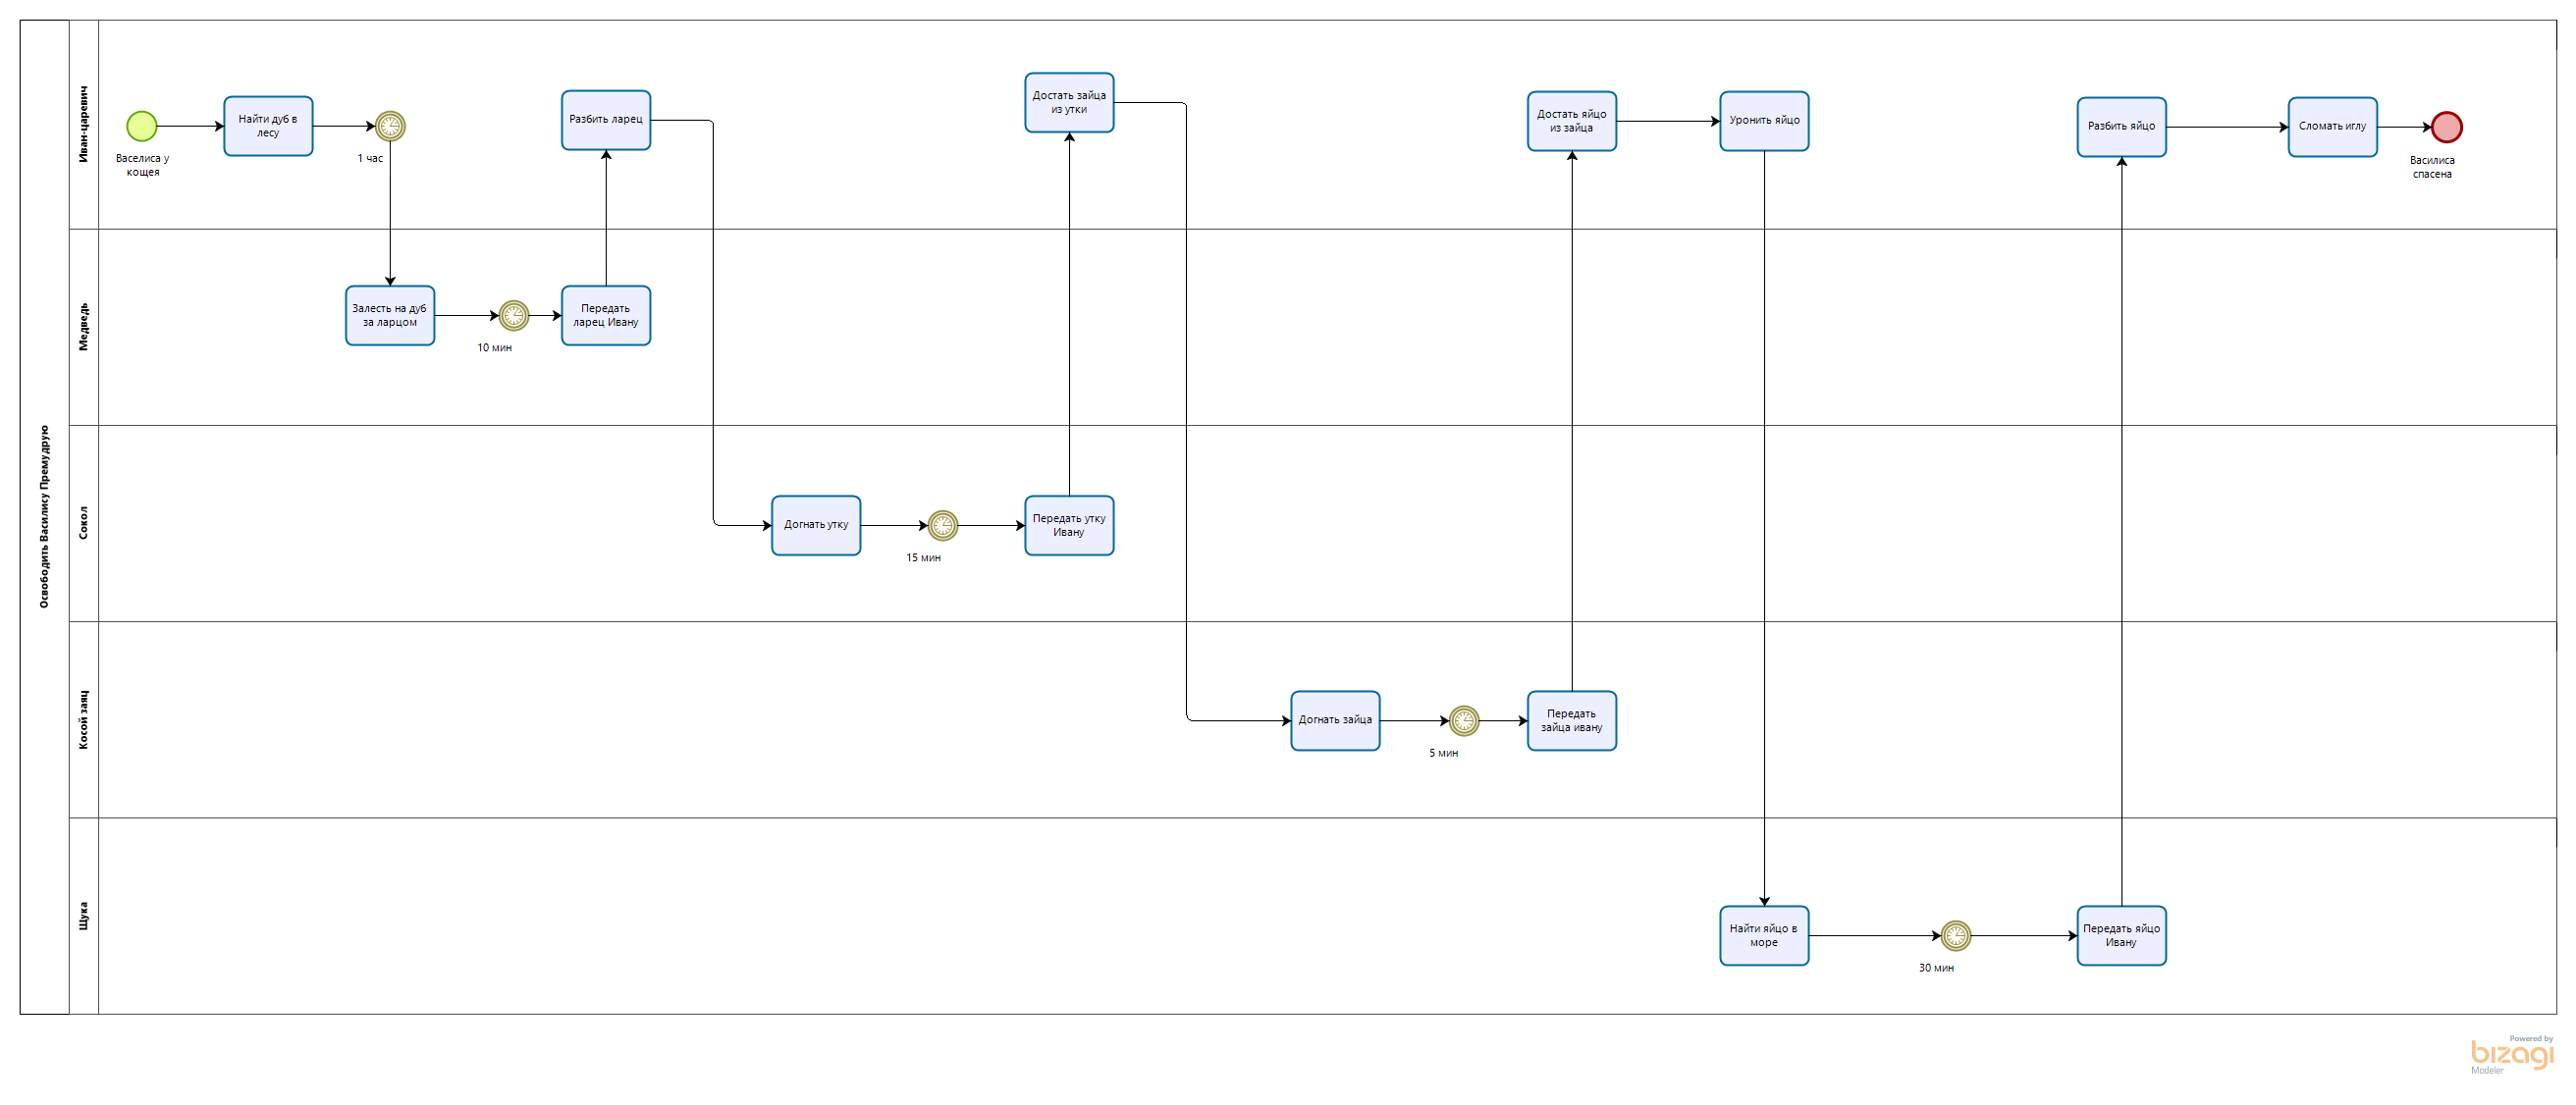 Освободить Василису Премудрую
Иван-царевич
Васелиса у
кощея
Найти дуб в
лесу
1 час
Разбить ларец
Достать зайца
из утки
Достать яйцо
из зайца
Уронить яйцо
Разбить яйцо
Сломать иглу
Василиса
спасена
Медведь
Залесть на дуб
за ларцом
10 мин
Передать
ларец Ивану
Сокол
Догнать утку
15 мин
Передать утку
Ивану
Косой заяц
Догнать зайца
5 мин
Передать
зайца ивану
Щука
Найти яйцо в
море
30 мин
Передать яйцо
Ивану
Powered by
bizagi
Modeler